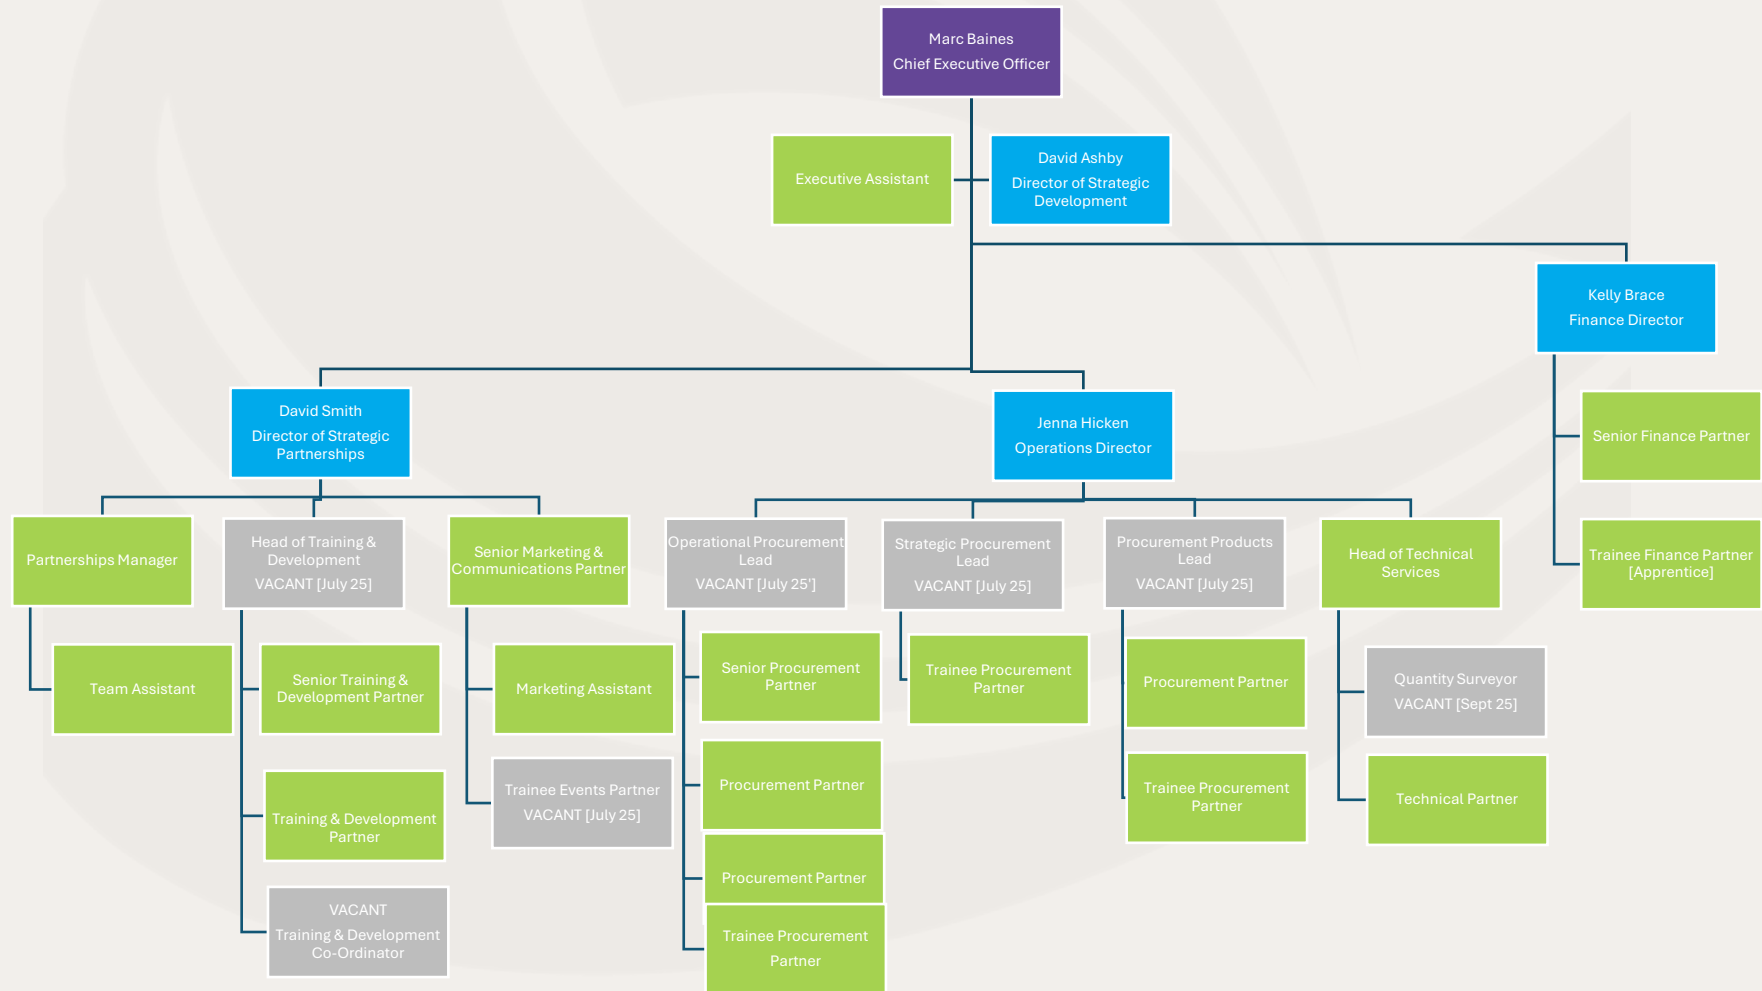 Marc Baines
Chief Executive Officer
Executive Assistant
David Ashby
Director of Strategic
Development
Kelly Brace
Finance Director
David Smith
Director of Strategic
Partnerships
Jenna Hicken
Operations Director
Senior Finance Partner
Trainee Finance Partner
[Apprentice]
Partnerships Manager
Head of Training &
Development
VACANT [July 25]
Senior Marketing &
Communications Partner
Operational Procurement
Lead
VACANT [July 25']
Strategic Procurement
Lead
VACANT [July 25]
Procurement Products
Lead
VACANT [July 25]
Head of Technical
Services
Team Assistant
Senior Training &
Development Partner
Training & Development
Partner
VACANT
Training & Development
Co-Ordinator
Marketing Assistant
Trainee Events Partner
VACANT [July 25]
Senior Procurement
Partner
Procurement Partner
Procurement Partner
Trainee Procurement
Partner
Trainee Procurement
Partner
Procurement Partner
Trainee Procurement
Partner
Quantity Surveyor
VACANT [Sept 25]
Technical Partner